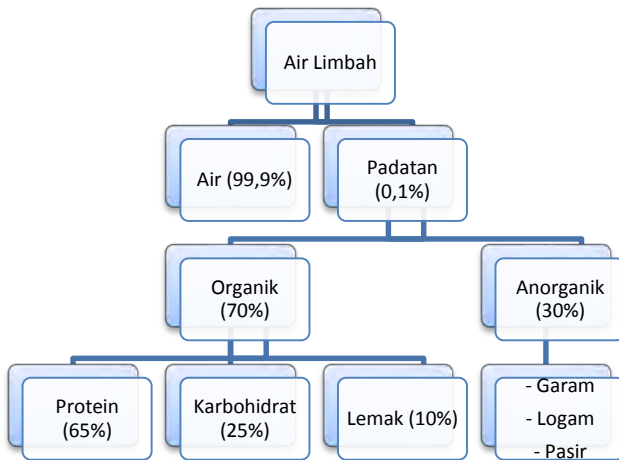 Air Limbah
Air (99,9%)
Padatan
(0,1%)
Organik
(70%)
Anorganik
(30%)
Protein
(65%)
Karbohidrat
(25%)
Lemak (10%)
- Garam
- Logam
- Pasir